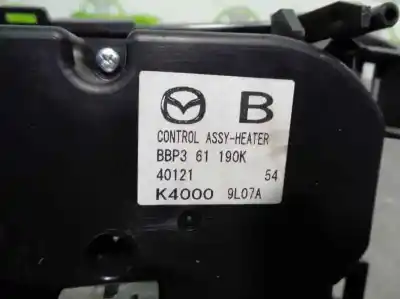 B
CONTROL ASSY-HEATER
BBP3 61 190K
40121 54
K4000 9L07A